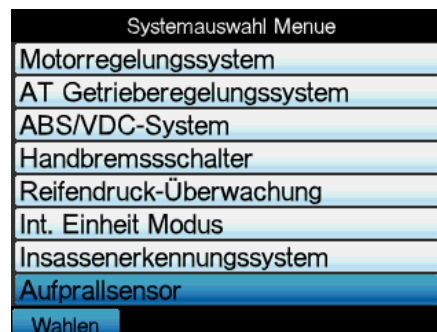 Systemauswahl Menue
Motorregelungssystem
AT Getrieberegelungssystem
ABS/VDC-System
Handbremssschalter
Reifendruck-Überwachung
Int. Einheit Modus
Insassenerkennungssystem
Aufprallsensor
Wahlen